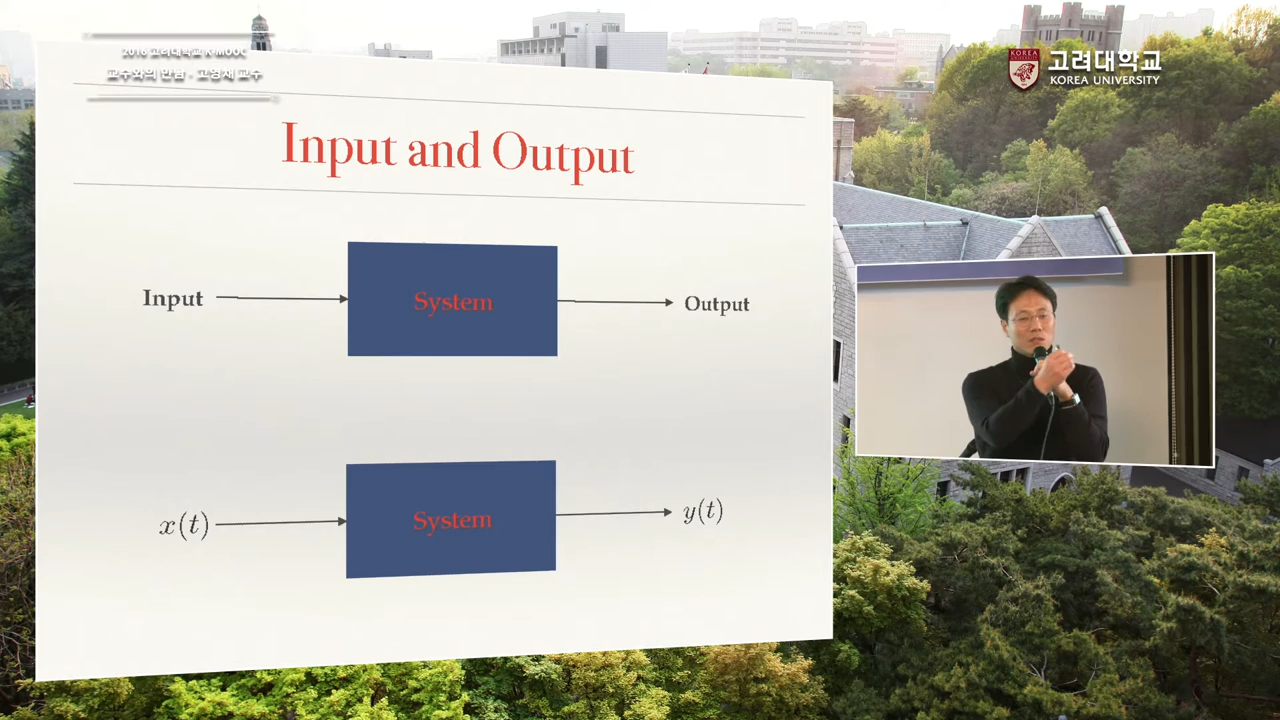 2016 고려대학교 K-MOOC
교수와의 만남 - 고영채 교수
KOREA
고려대학교
KOREA UNIVERSITY
Input and Output
Input
System
Output
x(t)
System
y(t)